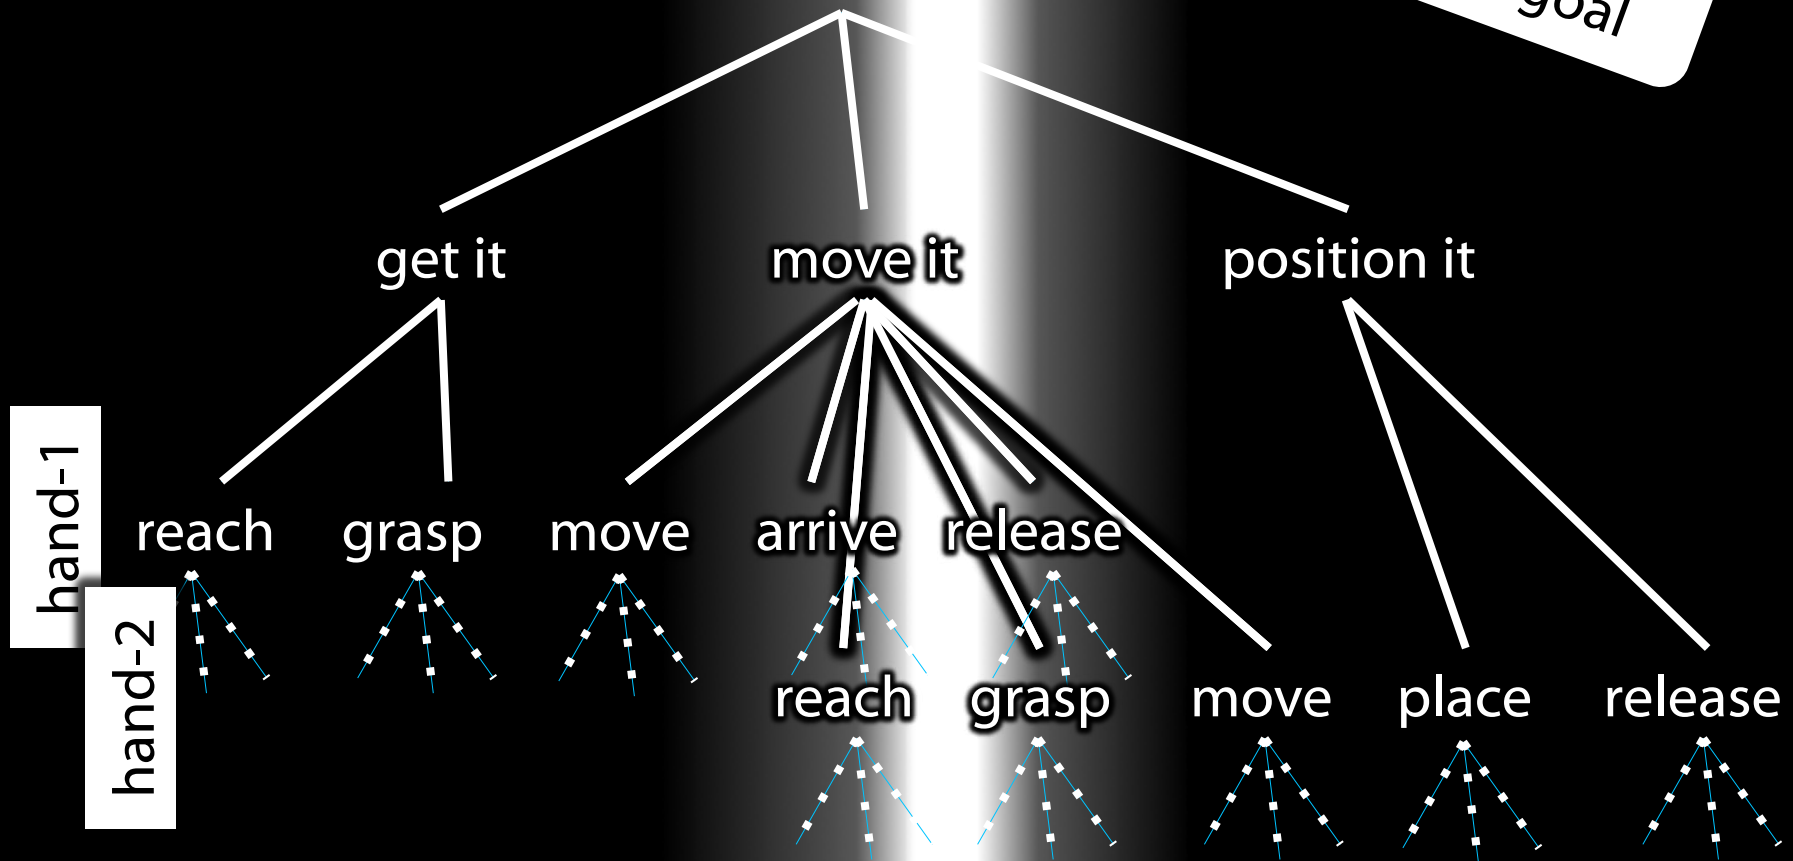 goal
get it
move it
position it
hand-1
reach
grasp
move
arrive
release
hand-2
reach
grasp
move
place
release